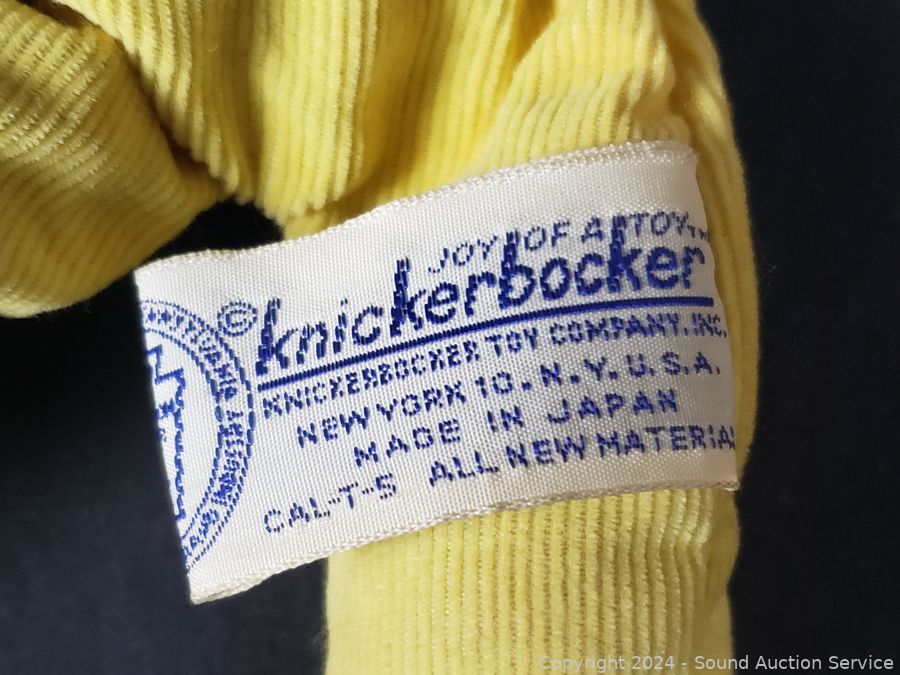 JOY OF A TOY™
© knickerbocker
KNICKERBOCKER TOY COMPANY, INC.
NEW YORK 10, N.Y. U.S.A.
MADE IN JAPAN
CAL-T-5 ALL NEW MATERIAL
Copyright 2024 - Sound Auction Service